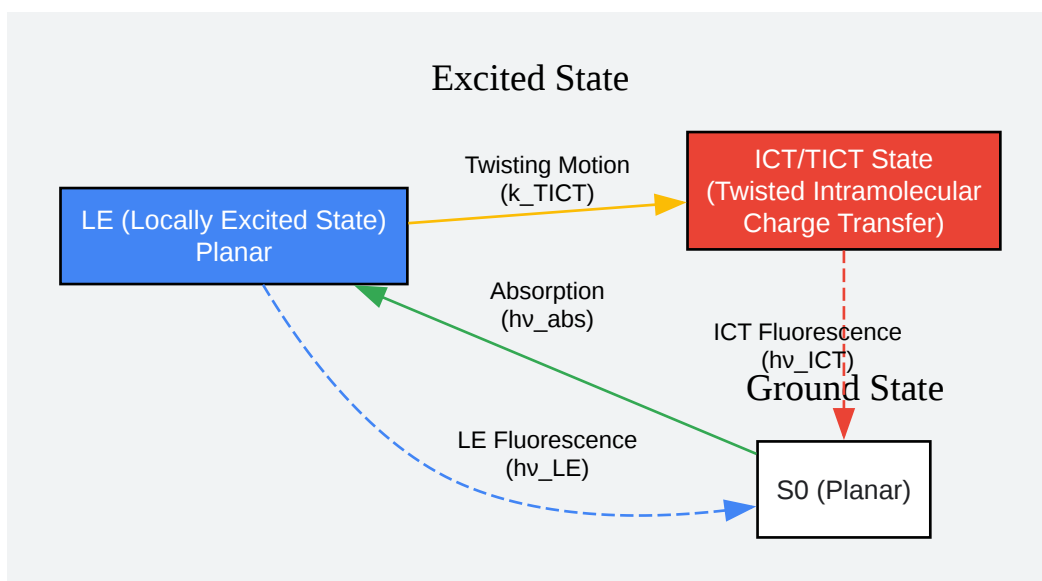 Excited State
Twisting Motion
(k_TICT)
ICT/TICT State
(Twisted Intramolecular
Charge Transfer)
LE (Locally Excited State)
Planar
Absorption
(hν_abs)
ICT Fluorescence
(hν_ICT)
Ground State
LE Fluorescence
(hν_LE)
S0 (Planar)